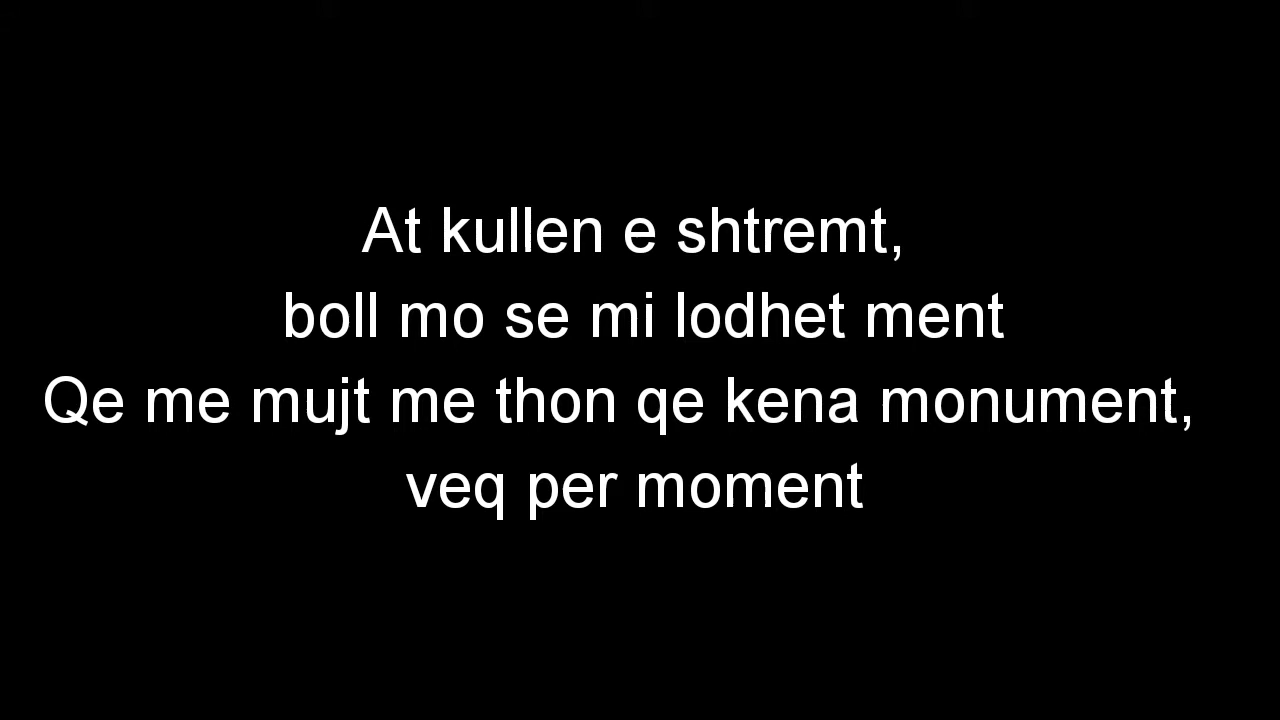 At kullen e shtremt,
boll mo se mi lodhet ment
Qe me mujt me thon qe kena monument,
veq per moment